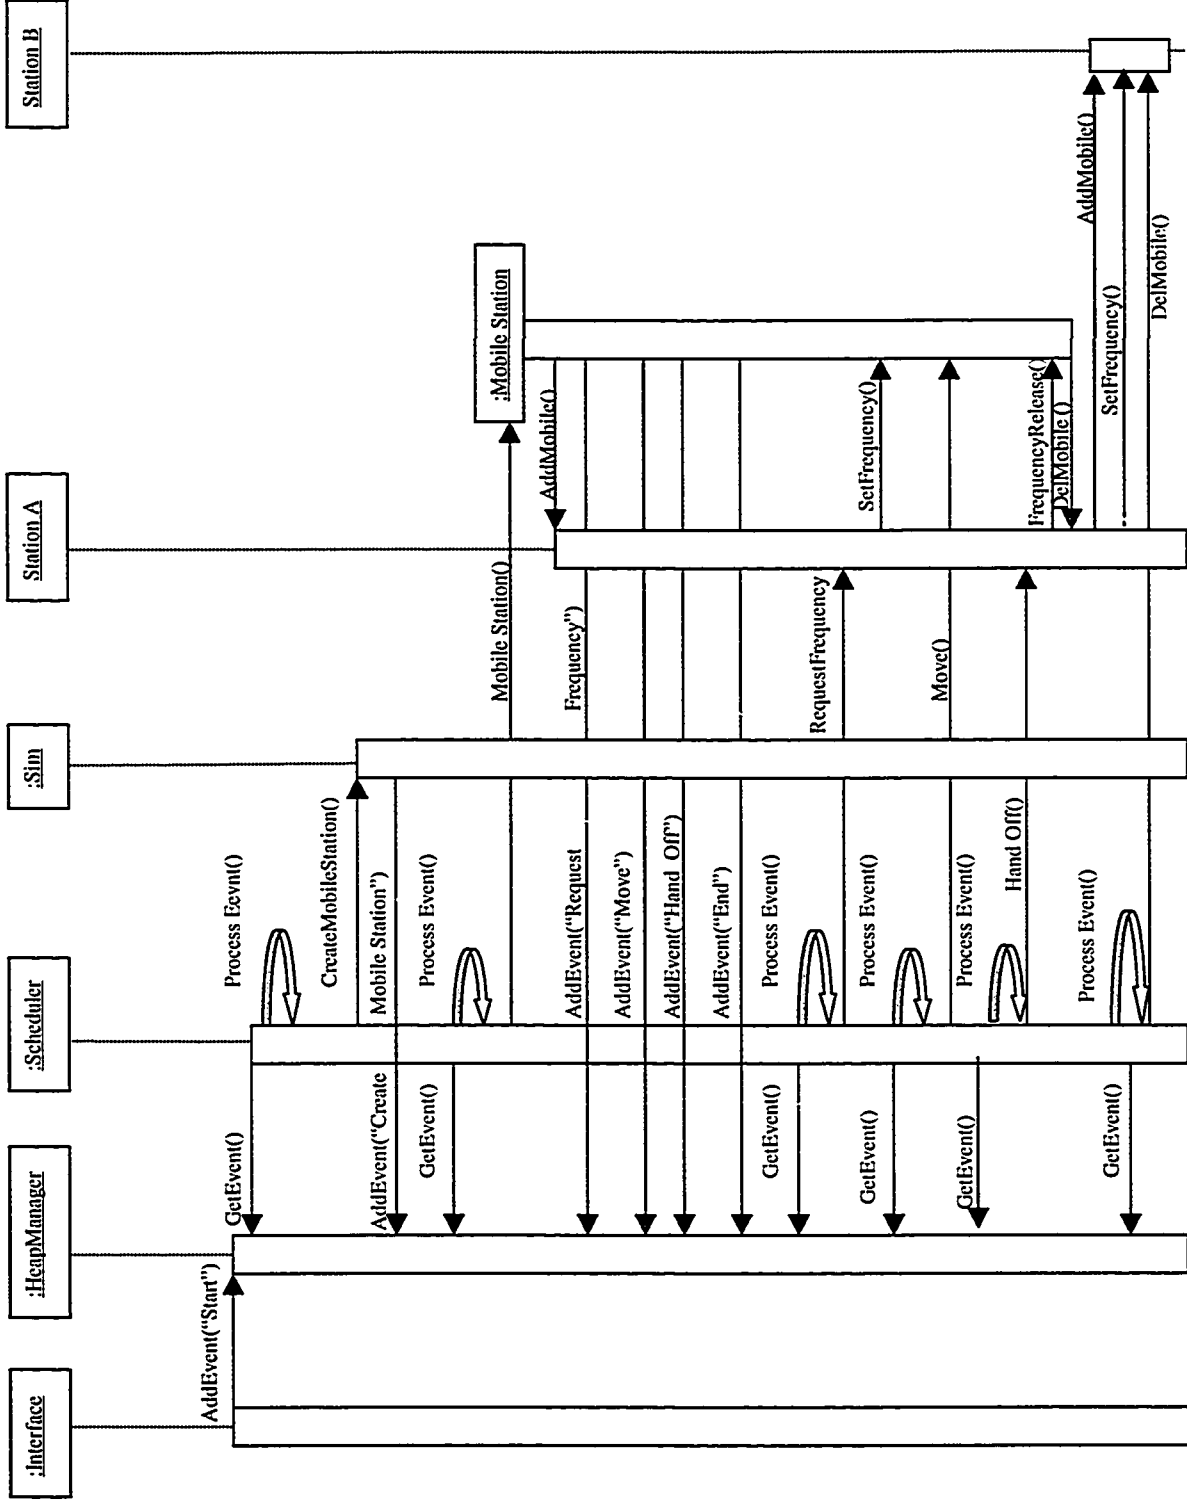 :Interface
:HeapManager
:Scheduler
:Sim
Station A
:Mobile Station
Station B
AddEvent("Start")
GetEvent()
Process Eevnt()
CreateMobileStation()
AddEvent("Create
Mobile Station")
GetEvent()
Process Event()
Mobile Station()
AddMobile()
AddEvent("Request
Frequency")
AddEvent("Move")
AddEvent("Hand Off")
AddEvent("End")
GetEvent()
Process Event()
RequestFrequency
SetFrequency()
GetEvent()
Process Event()
Move()
GetEvent()
Process Event()
Hand Off()
FrequencyRelease()
DelMobile()
AddMobile()
SetFrequency()
GetEvent()
Process Event()
DelMobile()